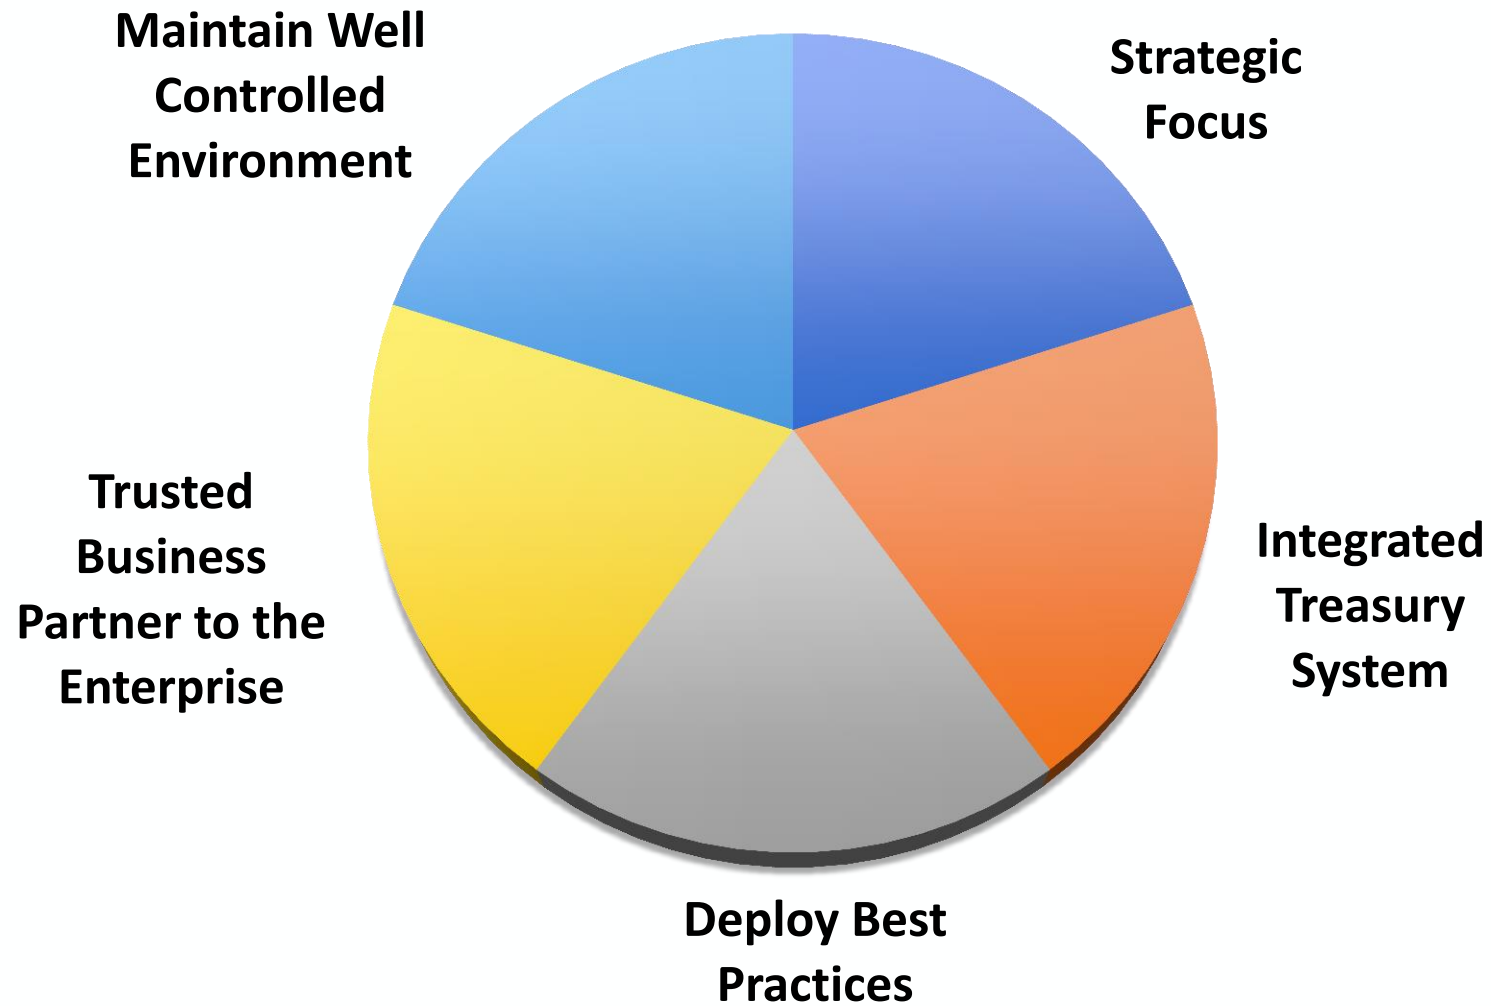 Maintain Well
Controlled
Environment
Strategic
Focus
Trusted
Business
Partner to the
Enterprise
Integrated
Treasury
System
Deploy Best
Practices